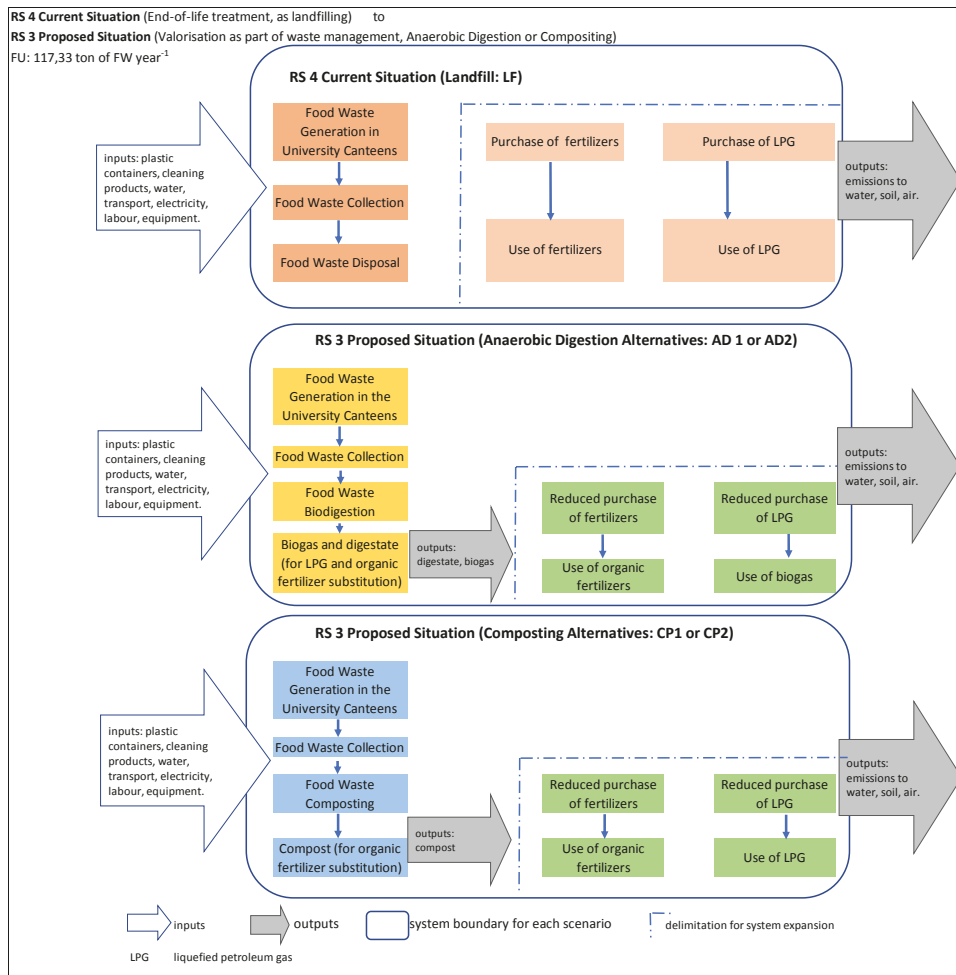 RS 4 Current Situation (End-of-life treatment, as landfilling) to
RS 3 Proposed Situation (Valorisation as part of waste management, Anaerobic Digestion or Compositing)
FU: 117,33 ton of FW year-1
RS 4 Current Situation (Landfill: LF)
inputs: plastic
containers, cleaning
products, water,
transport, electricity,
labour, equipment.
Food Waste
Generation in
University Canteens
Food Waste Collection
Food Waste Disposal
Purchase of fertilizers
Use of fertilizers
Purchase of LPG
Use of LPG
outputs:
emissions to
water, soil, air.
RS 3 Proposed Situation (Anaerobic Digestion Alternatives: AD 1 or AD2)
inputs: plastic
containers, cleaning
products, water,
transport, electricity,
labour, equipment.
Food Waste
Generation in the
University Canteens
Food Waste Collection
Food Waste
Biodigestion
Biogas and digestate
(for LPG and organic
fertilizer substitution)
outputs:
digestate, biogas
Reduced purchase
of fertilizers
Use of organic
fertilizers
Reduced purchase
of LPG
Use of biogas
outputs:
emissions to
water, soil, air.
RS 3 Proposed Situation (Composting Alternatives: CP1 or CP2)
inputs: plastic
containers, cleaning
products, water,
transport, electricity,
labour, equipment.
Food Waste
Generation in the
University Canteens
Food Waste Collection
Food Waste
Composting
Compost (for organic
fertilizer substitution)
outputs:
compost
Reduced purchase
of fertilizers
Use of organic
fertilizers
Reduced purchase
of LPG
Use of LPG
outputs:
emissions to
water, soil, air.
inputs
outputs
system boundary for each scenario
delimitation for system expansion
LPG liquefied petroleum gas